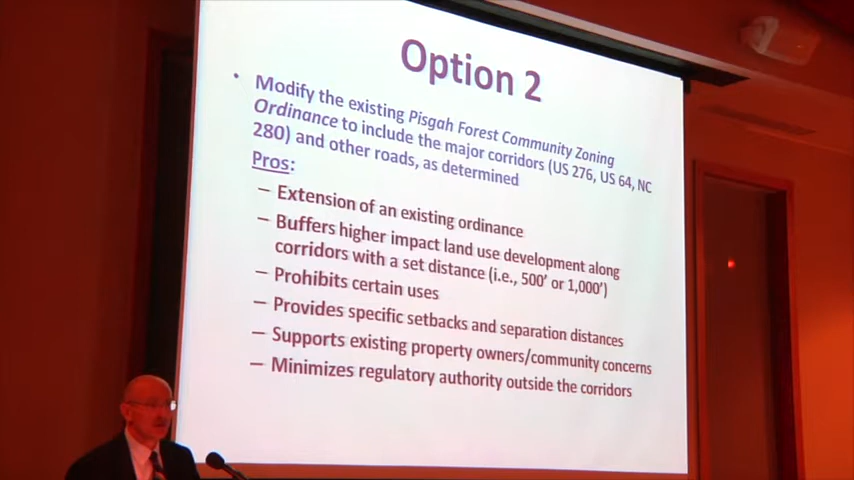 Option 2
• Modify the existing Pisgah Forest Community Zoning
Ordinance to include the major corridors (US 276, US 64, NC
280) and other roads, as determined
Pros:
– Extension of an existing ordinance
– Buffers higher impact land use development along
corridors with a set distance (i.e., 500' or 1,000')
– Prohibits certain uses
– Provides specific setbacks and separation distances
– Supports existing property owners/community concerns
– Minimizes regulatory authority outside the corridors